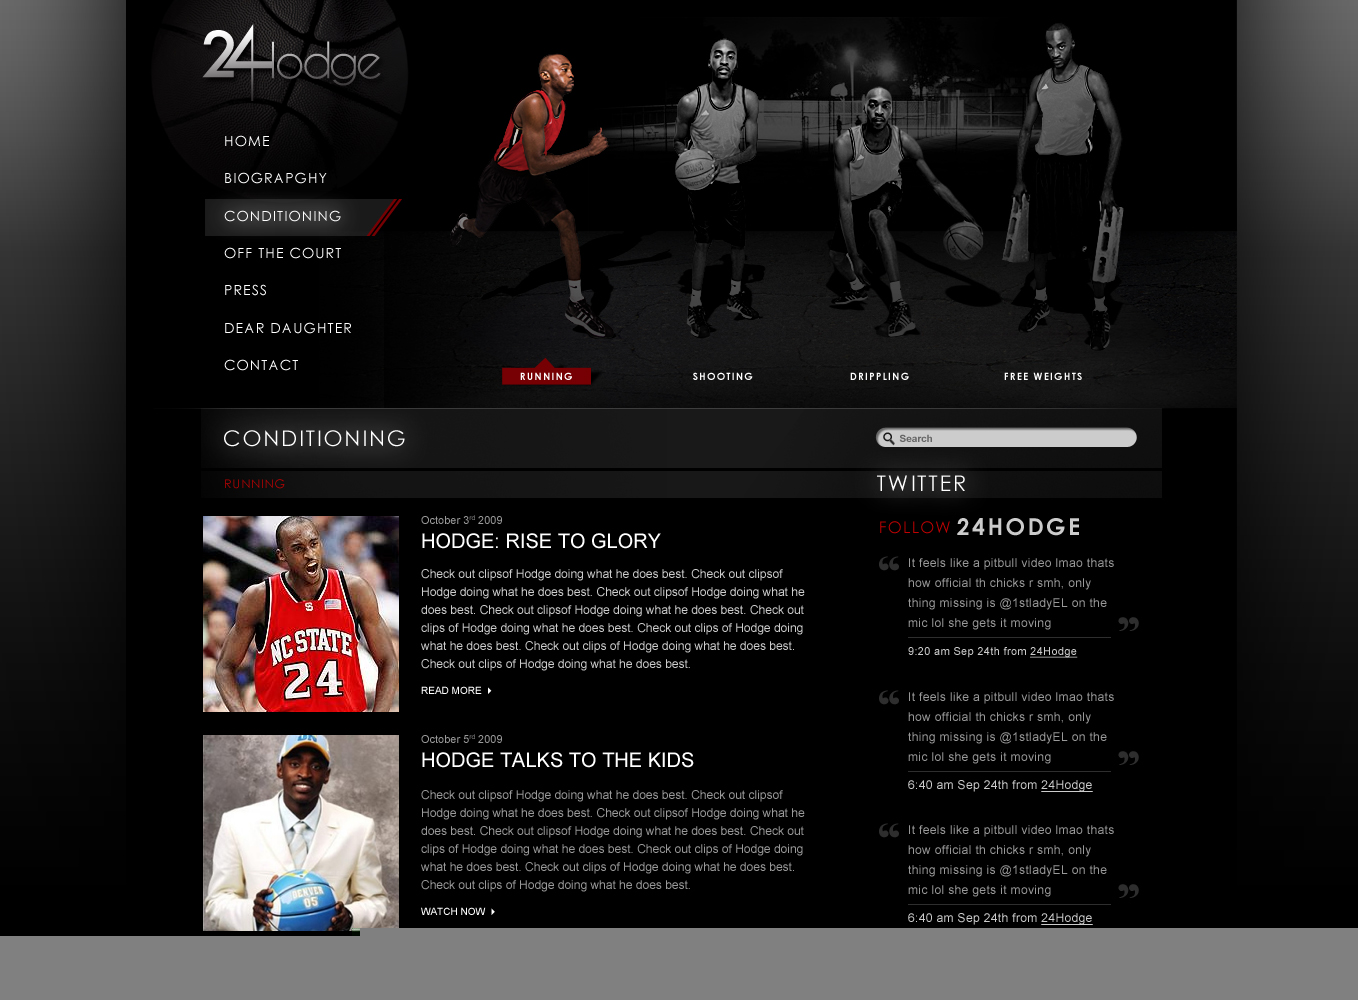 24Hodge
HOME
BIOGRAPGHY
CONDITIONING
OFF THE COURT
PRESS
DEAR DAUGHTER
CONTACT
RUNNING
SHOOTING
DRIPPLING
FREE WEIGHTS
CONDITIONING
Search
RUNNING
October 3rd 2009
HODGE: RISE TO GLORY
Check out clipsof Hodge doing what he does best. Check out clipsof
Hodge doing what he does best. Check out clips of Hodge doing what he
does best. Check out clipsof Hodge doing what he does best. Check out
clips of Hodge doing what he does best. Check out clips of Hodge doing
what he does best. Check out clips of Hodge doing what he does best.
Check out clips of Hodge doing what he does best.
READ MORE
S
NC STATE
24
October 5rd 2009
HODGE TALKS TO THE KIDS
Check out clipsof Hodge doing what he does best. Check out clipsof
Hodge doing what he does best. Check out clips of Hodge doing what he
does best. Check out clipsof Hodge doing what he does best. Check out
clips of Hodge doing what he does best. Check out clips of Hodge doing
what he does best. Check out clips of Hodge doing what he does best.
Check out clips of Hodge doing what he does best.
WATCH NOW
DENVER
05
TWITTER
FOLLOW 24HODGE
“ It feels like a pitbull video lmao thats
how official th chicks r smh, only
thing missing is @1stladyEL on the
mic lol she gets it moving ”
9:20 am Sep 24th from 24Hodge
“ It feels like a pitbull video lmao thats
how official th chicks r smh, only
thing missing is @1stladyEL on the
mic lol she gets it moving ”
6:40 am Sep 24th from 24Hodge
“ It feels like a pitbull video lmao thats
how official th chicks r smh, only
thing missing is @1stladyEL on the
mic lol she gets it moving ”
6:40 am Sep 24th from 24Hodge